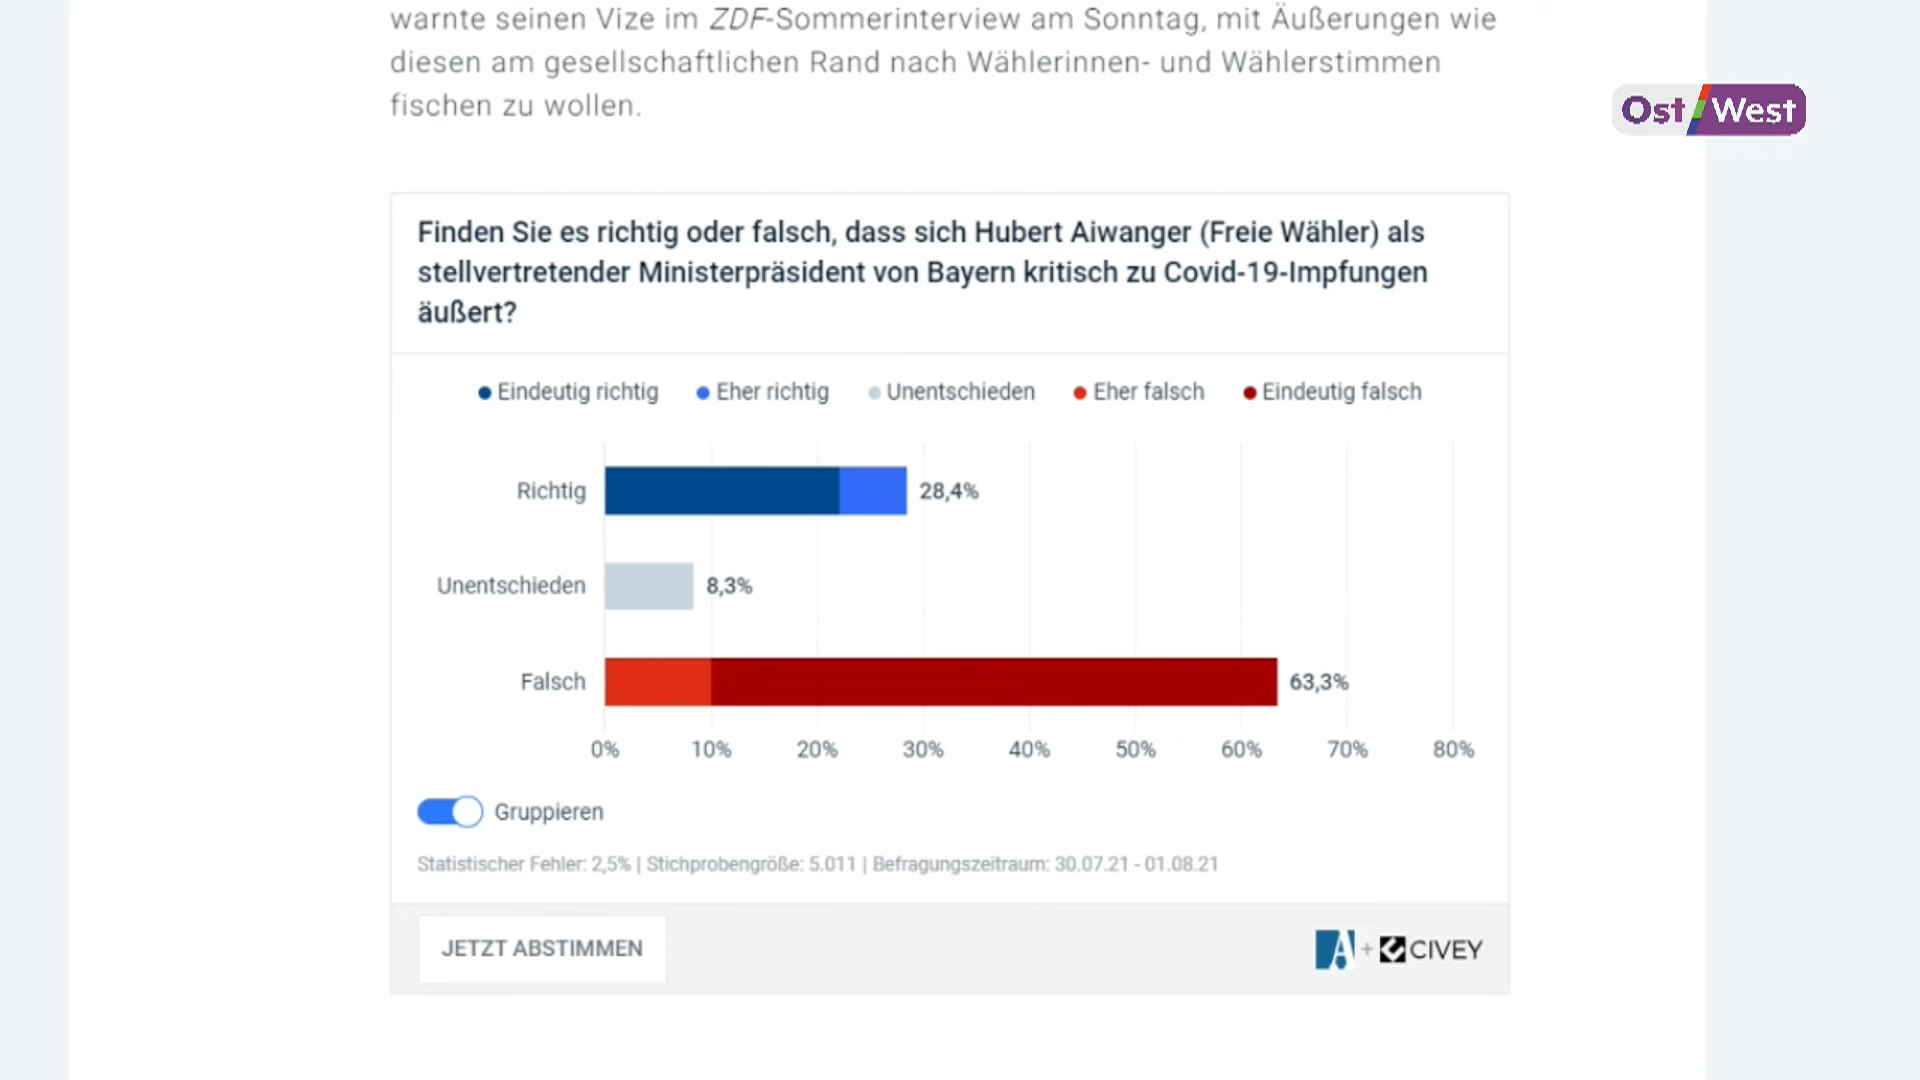 warnte seinen Vize im ZDF-Sommerinterview am Sonntag, mit Äußerungen wie
diesen am gesellschaftlichen Rand nach Wählerinnen- und Wählerstimmen
fischen zu wollen.
Ost/West
Finden Sie es richtig oder falsch, dass sich Hubert Aiwanger (Freie Wähler) als
stellvertretender Ministerpräsident von Bayern kritisch zu Covid-19-Impfungen
äußert?
Eindeutig richtig Eher richtig Unentschieden Eher falsch Eindeutig falsch
Richtig 28,4%
Unentschieden 8,3%
Falsch 63,3%
0% 10% 20% 30% 40% 50% 60% 70% 80%
Gruppieren
Statistischer Fehler: 2,5% | Stichprobengröße: 5.011 | Befragungszeitraum: 30.07.21 - 01.08.21
JETZT ABSTIMMEN
A + CIVEY